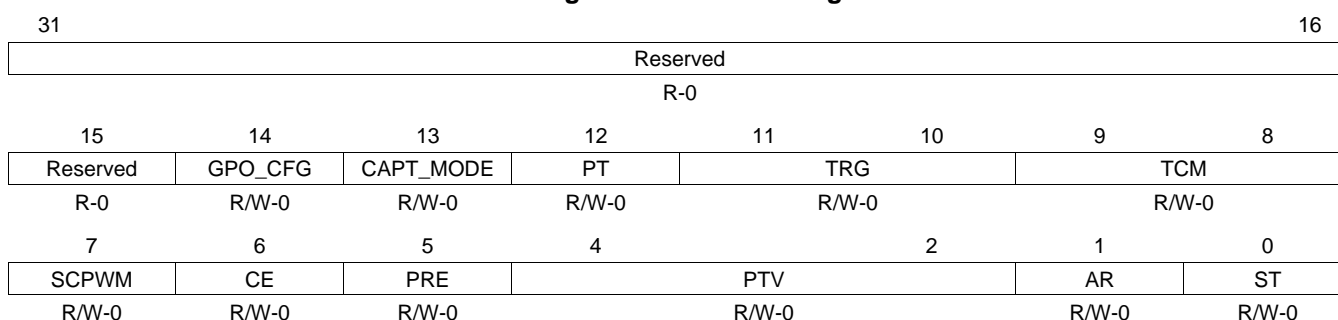 31 16
Reserved
R-0
15 14 13 12 11 10 9 8
Reserved GPO_CFG CAPT_MODE PT TRG TCM
R-0 R/W-0 R/W-0 R/W-0 R/W-0 R/W-0
7 6 5 4 2 1 0
SCPWM CE PRE PTV AR ST
R/W-0 R/W-0 R/W-0 R/W-0 R/W-0 R/W-0